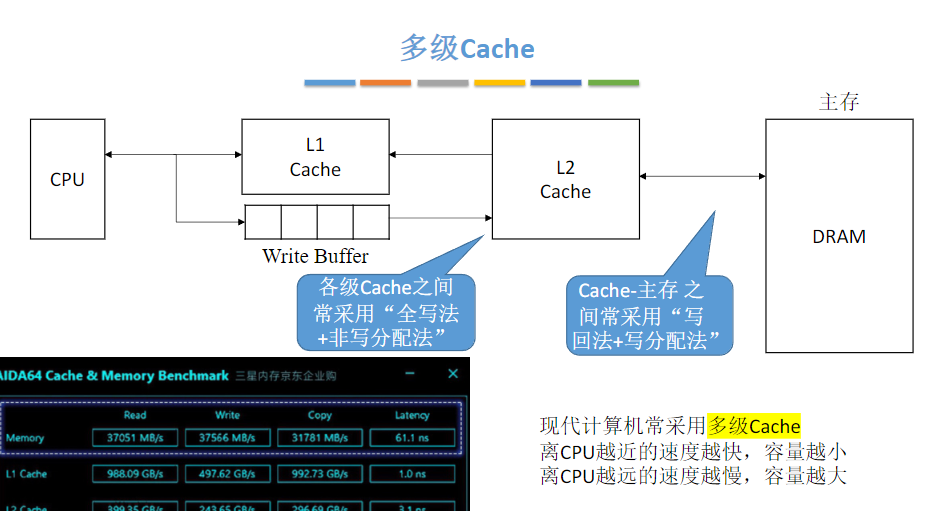 多级Cache
主存
CPU
L1
Cache
L2
Cache
DRAM
Write Buffer
各级Cache之间
常采用“全写法
+非写分配法”
Cache-主存 之
间常采用“写
回法+写分配法”
AIDA64 Cache & Memory Benchmark 三星内存京东企业购
Read Write Copy Latency
Memory 37051 MB/s 37566 MB/s 31781 MB/s 61.1 ns
L1 Cache 988.09 GB/s 497.62 GB/s 992.73 GB/s 1.0 ns
L2 Cache 399.35 GB/s 243.65 GB/s 296.69 GB/s 3.1 ns
现代计算机常采用多级Cache
离CPU越近的速度越快，容量越小
离CPU越远的速度越慢，容量越大